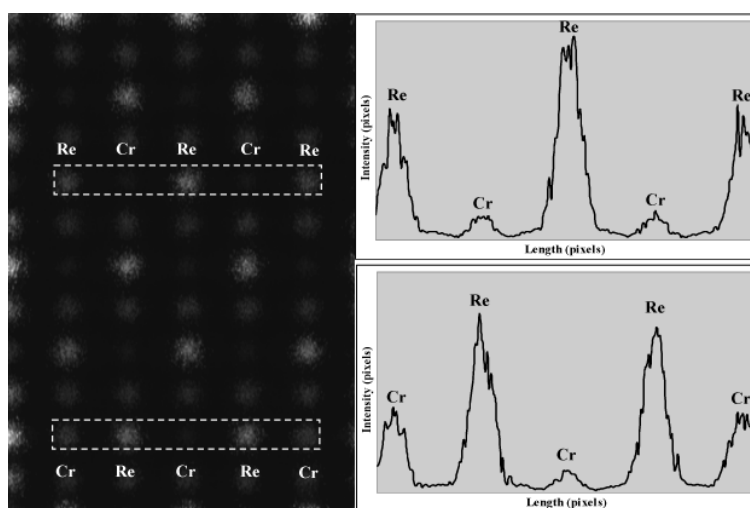 Re Cr Re Cr Re
Cr Re Cr Re Cr
Re
Re
Re
Cr
Cr
Intensity (pixels)
Length (pixels)
Re
Re
Cr
Cr
Cr
Intensity (pixels)
Length (pixels)